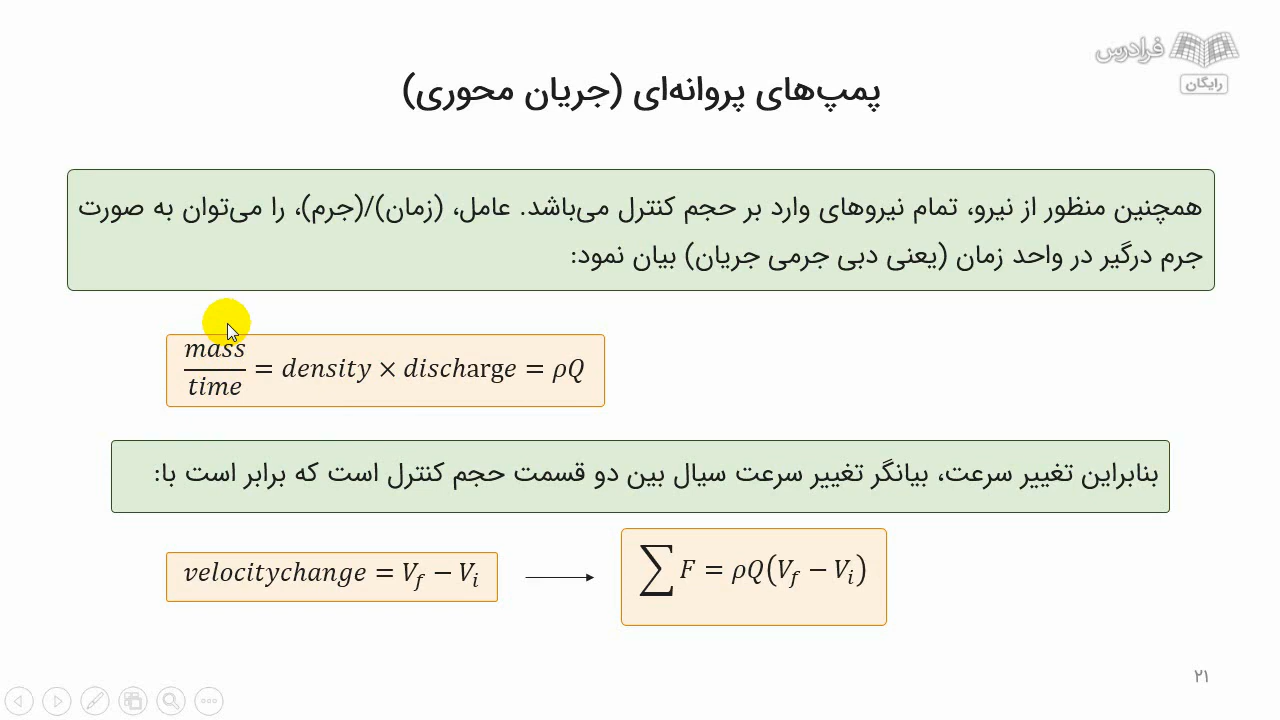 فرادرس
رایگان
پمپ‌های پروانه‌ای (جریان محوری)
همچنین منظور از نیرو، تمام نیروهای وارد بر حجم کنترل می‌باشد. عامل، (زمان)/(جرم)، را می‌توان به صورت
جرم درگیر در واحد زمان (یعنی دبی جرمی جریان) بیان نمود:
mass/time = density × discharge = ρQ
بنابراین تغییر سرعت، بیانگر تغییر سرعت سیال بین دو قسمت حجم کنترل است که برابر است با:
velocitychange = V_f − V_i → ∑F = ρQ(V_f − V_i)
۲۱